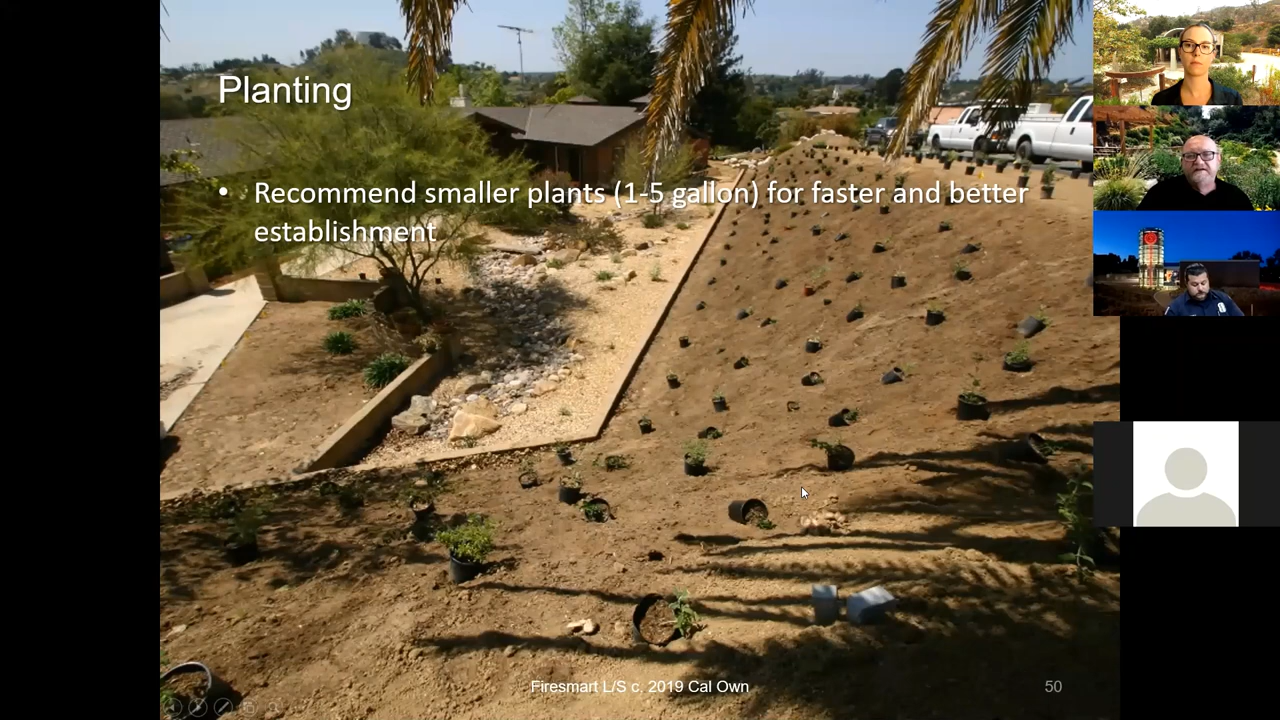 Planting
• Recommend smaller plants (1-5 gallon) for faster and better
establishment
Firesmart L/S c. 2019 Cal Own
50